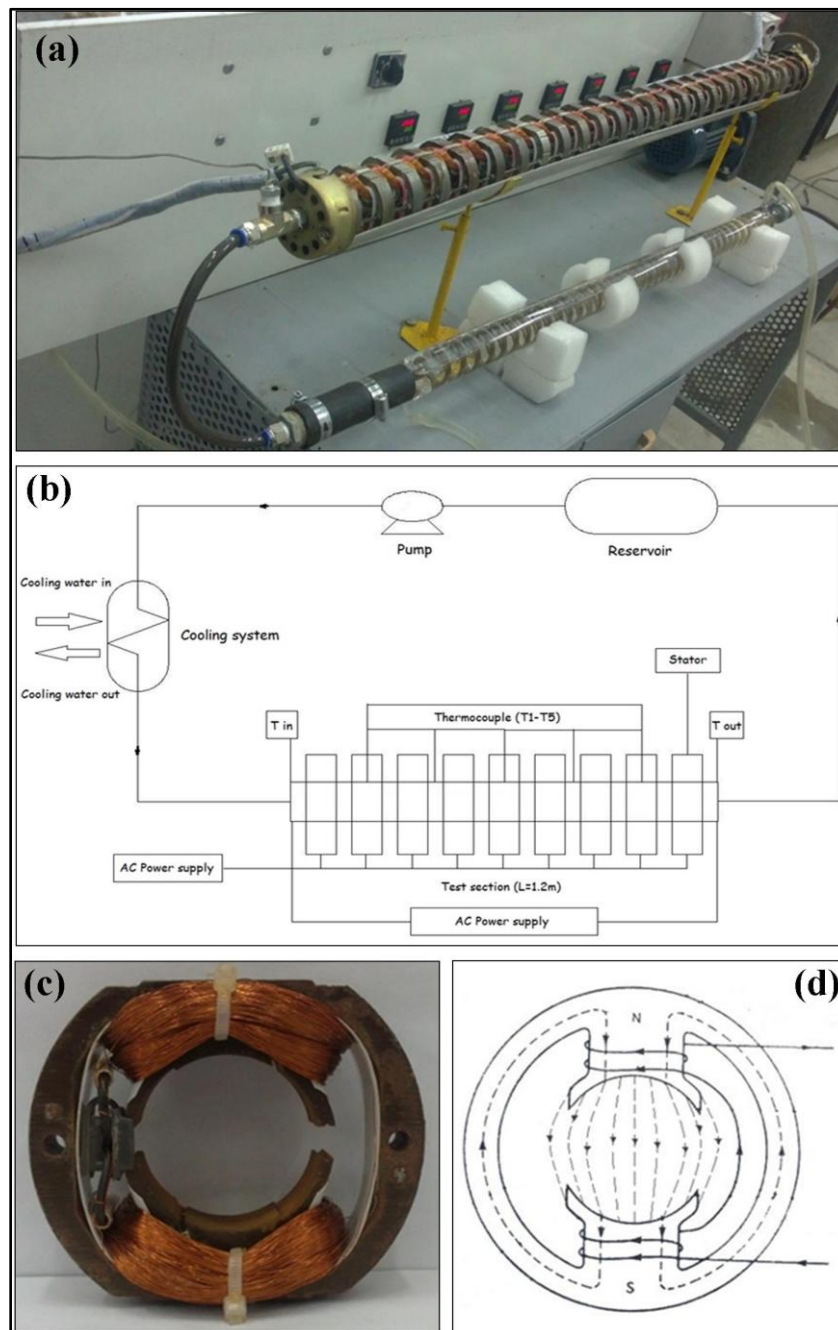 (a)
(b)
Pump
Reservoir
Cooling water in
Cooling system
Cooling water out
Stator
T in
Thermocouple (T1-T5)
T out
AC Power supply
Test section (L=1.2m)
AC Power supply
(c)
(d)
N
S